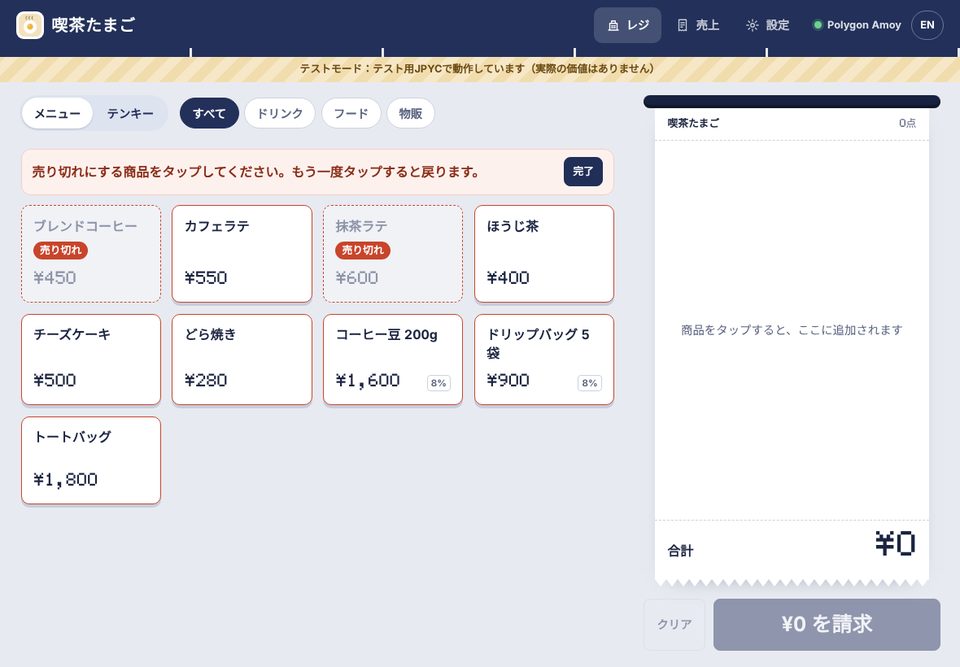 喫茶たまご
レジ
売上
設定
Polygon Amoy
EN
テストモード：テスト用JPYCで動作しています（実際の価値はありません）
メニュー
テンキー
すべて
ドリンク
フード
物販
売り切れにする商品をタップしてください。もう一度タップすると戻ります。
完了
ブレンドコーヒー
売り切れ
¥450
カフェラテ
¥550
抹茶ラテ
売り切れ
¥600
ほうじ茶
¥400
チーズケーキ
¥500
どら焼き
¥280
コーヒー豆 200g
¥1,600
8%
ドリップバッグ 5
袋
¥900
8%
トートバッグ
¥1,800
喫茶たまご
0点
商品をタップすると、ここに追加されます
合計
¥0
クリア
¥0 を請求